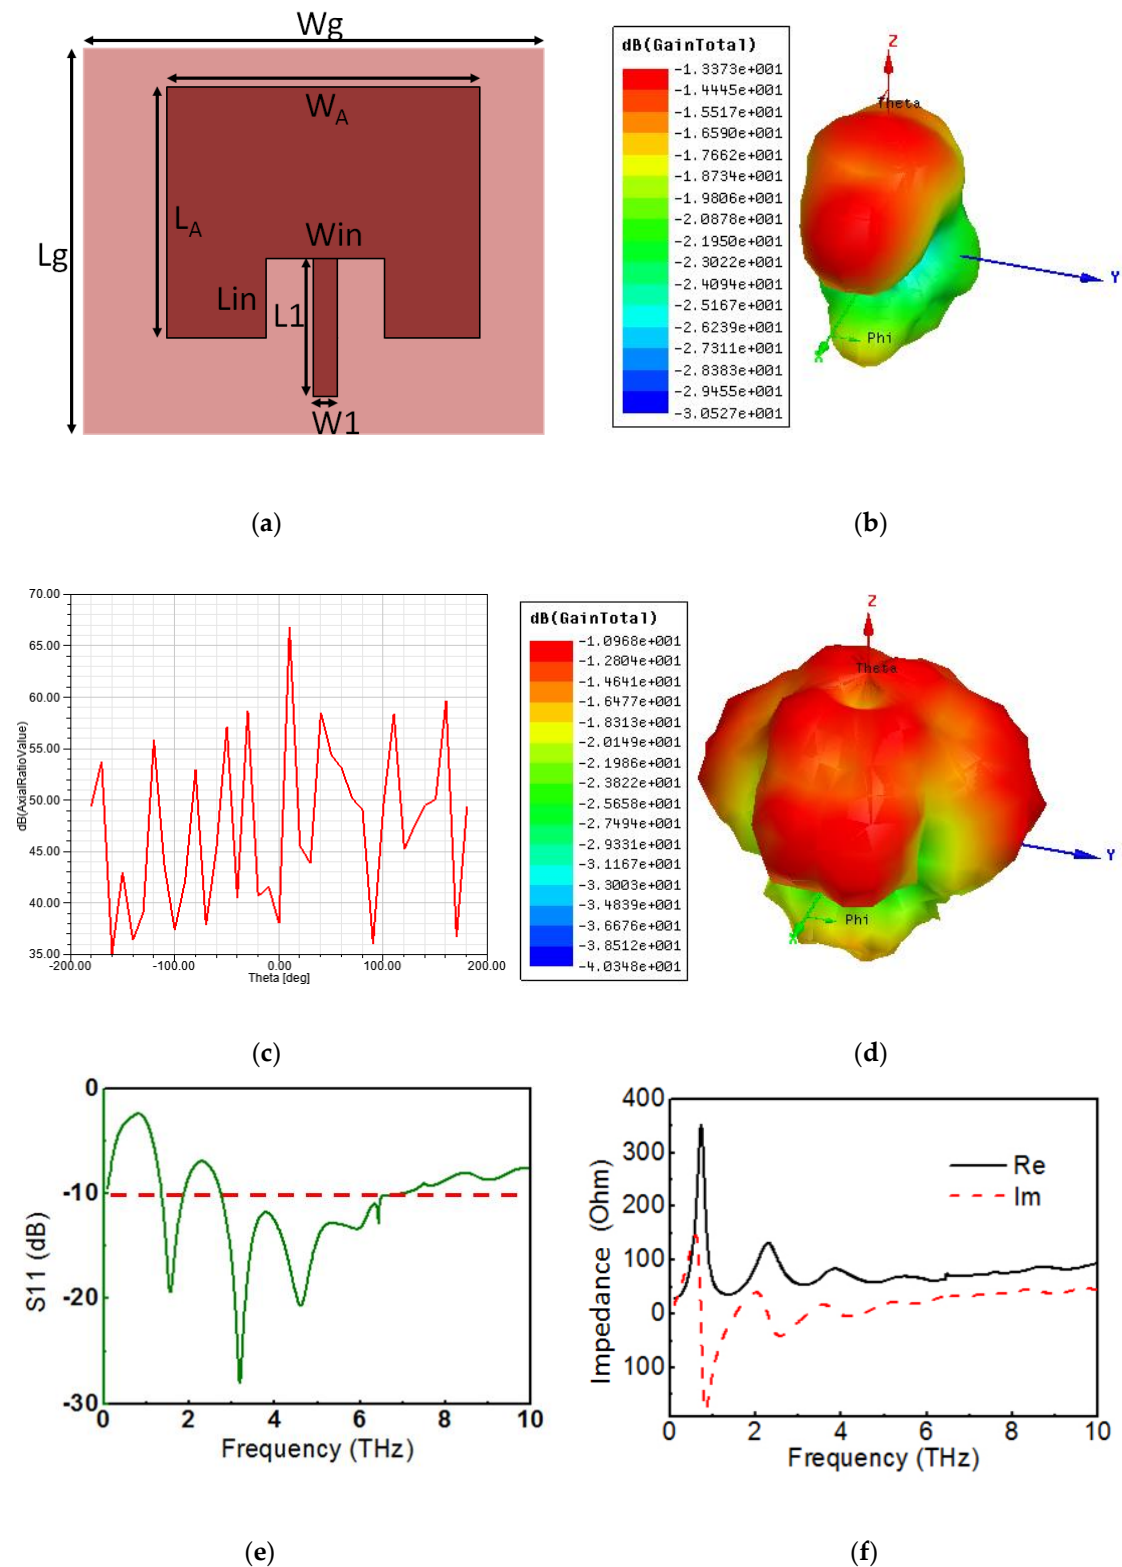 Wg
W_A
L_A
Win
Lg
Lin
L1
W1
(a)
dB(GainTotal)
-1.3373e+001
-1.4445e+001
-1.5517e+001
-1.6590e+001
-1.7662e+001
-1.8734e+001
-1.9806e+001
-2.0878e+001
-2.1950e+001
-2.3022e+001
-2.4094e+001
-2.5167e+001
-2.6239e+001
-2.7311e+001
-2.8383e+001
-2.9455e+001
-3.0527e+001
Z
Theta
Y
Phi
X
(b)
70.00
65.00
60.00
55.00
50.00
45.00
40.00
35.00
dB(AxialRatioValue)
-200.00 -100.00 0.00 100.00 200.00
Theta [deg]
(c)
dB(GainTotal)
-1.0968e+001
-1.2804e+001
-1.4641e+001
-1.6477e+001
-1.8313e+001
-2.0149e+001
-2.1986e+001
-2.3822e+001
-2.5658e+001
-2.7494e+001
-2.9331e+001
-3.1167e+001
-3.3003e+001
-3.4839e+001
-3.6676e+001
-3.8512e+001
-4.0348e+001
Z
Theta
Y
Phi
X
(d)
0
-10
-20
-30
S11 (dB)
0 2 4 6 8 10
Frequency (THz)
(e)
400
300
200
100
0
100
Impedance (Ohm)
Re
Im
0 2 4 6 8 10
Frequency (THz)
(f)